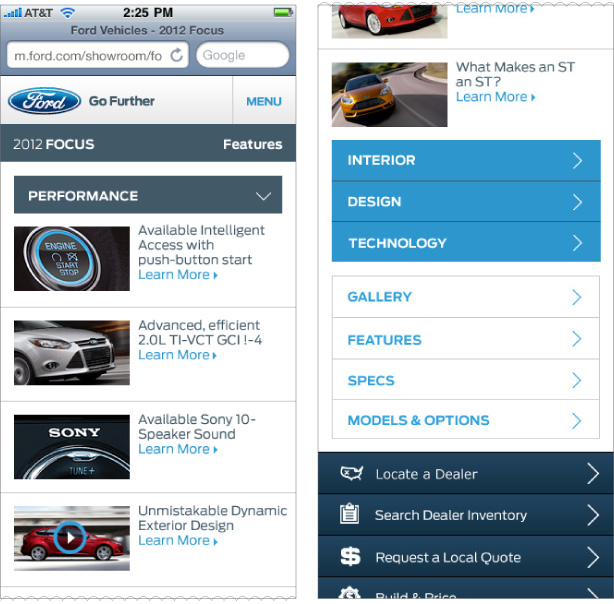 AT&T 2:25 PM
Ford Vehicles - 2012 Focus
m.ford.com/showroom/fo Google
Ford Go Further MENU
2012 FOCUS Features
PERFORMANCE
ENGINE
START
STOP
Available Intelligent
Access with
push-button start
Learn More
Advanced, efficient
2.0L TI-VCT GCI !-4
Learn More
SONY
TUNE+
Available Sony 10-
Speaker Sound
Learn More
Unmistakable Dynamic
Exterior Design
Learn More
Learn More
What Makes an ST
an ST?
Learn More
INTERIOR
DESIGN
TECHNOLOGY
GALLERY
FEATURES
SPECS
MODELS & OPTIONS
Locate a Dealer
Search Dealer Inventory
$ Request a Local Quote
Build & Price